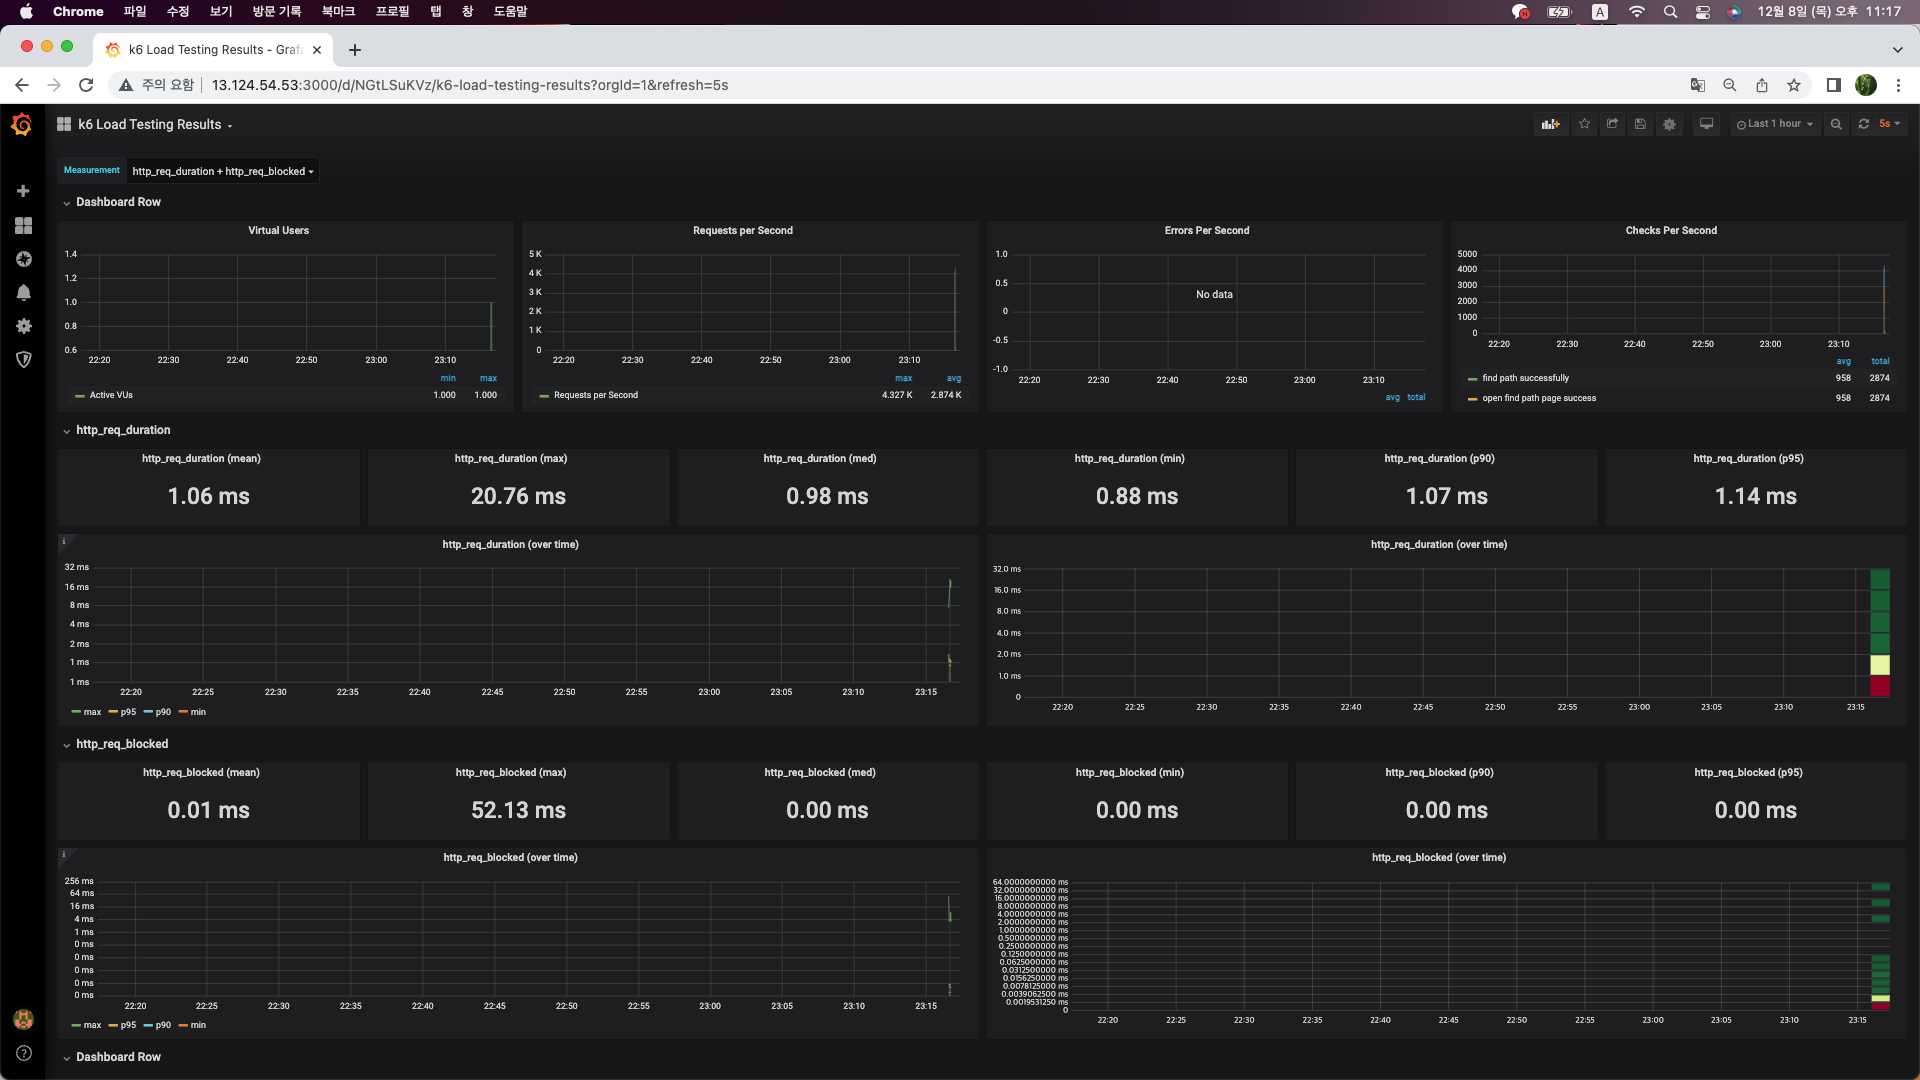 Chrome 파일 수정 보기 방문 기록 북마크 프로필 탭 창 도움말 A 12월 8일 (목) 오후 11:17
k6 Load Testing Results - Grafa
주의 요함 13.124.54.53:3000/d/NGtLSuKVz/k6-load-testing-results?orgId=1&refresh=5s
k6 Load Testing Results Last 1 hour 5s
Measurement http_req_duration + http_req_blocked
Dashboard Row
Virtual Users
1.4
1.2
1.0
0.8
0.6
22:20 22:30 22:40 22:50 23:00 23:10
min max
Active VUs 1.000 1.000
Requests per Second
5 K
4 K
3 K
2 K
1 K
0
22:20 22:30 22:40 22:50 23:00 23:10
max avg
Requests per Second 4.327 K 2.874 K
Errors Per Second
1.0
0.5
0
-0.5
-1.0
No data
22:20 22:30 22:40 22:50 23:00 23:10
avg total
Checks Per Second
5000
4000
3000
2000
1000
0
22:20 22:30 22:40 22:50 23:00 23:10
avg total
find path successfully 958 2874
open find path page success 958 2874
http_req_duration
http_req_duration (mean)
1.06 ms
http_req_duration (max)
20.76 ms
http_req_duration (med)
0.98 ms
http_req_duration (min)
0.88 ms
http_req_duration (p90)
1.07 ms
http_req_duration (p95)
1.14 ms
http_req_duration (over time)
32 ms
16 ms
8 ms
4 ms
2 ms
1 ms
1 ms
22:20 22:25 22:30 22:35 22:40 22:45 22:50 22:55 23:00 23:05 23:10 23:15
max p95 p90 min
http_req_duration (over time)
32.0 ms
16.0 ms
8.0 ms
4.0 ms
2.0 ms
1.0 ms
0
22:20 22:25 22:30 22:35 22:40 22:45 22:50 22:55 23:00 23:05 23:10 23:15
http_req_blocked
http_req_blocked (mean)
0.01 ms
http_req_blocked (max)
52.13 ms
http_req_blocked (med)
0.00 ms
http_req_blocked (min)
0.00 ms
http_req_blocked (p90)
0.00 ms
http_req_blocked (p95)
0.00 ms
http_req_blocked (over time)
256 ms
64 ms
16 ms
4 ms
1 ms
0 ms
0 ms
0 ms
0 ms
0 ms
22:20 22:25 22:30 22:35 22:40 22:45 22:50 22:55 23:00 23:05 23:10 23:15
max p95 p90 min
http_req_blocked (over time)
64.0000000000 ms
32.0000000000 ms
16.0000000000 ms
8.0000000000 ms
4.0000000000 ms
2.0000000000 ms
1.0000000000 ms
0.5000000000 ms
0.2500000000 ms
0.1250000000 ms
0.0625000000 ms
0.0312500000 ms
0.0156250000 ms
0.0078125000 ms
0.0039062500 ms
0.0019531250 ms
0
22:20 22:25 22:30 22:35 22:40 22:45 22:50 22:55 23:00 23:05 23:10 23:15
Dashboard Row